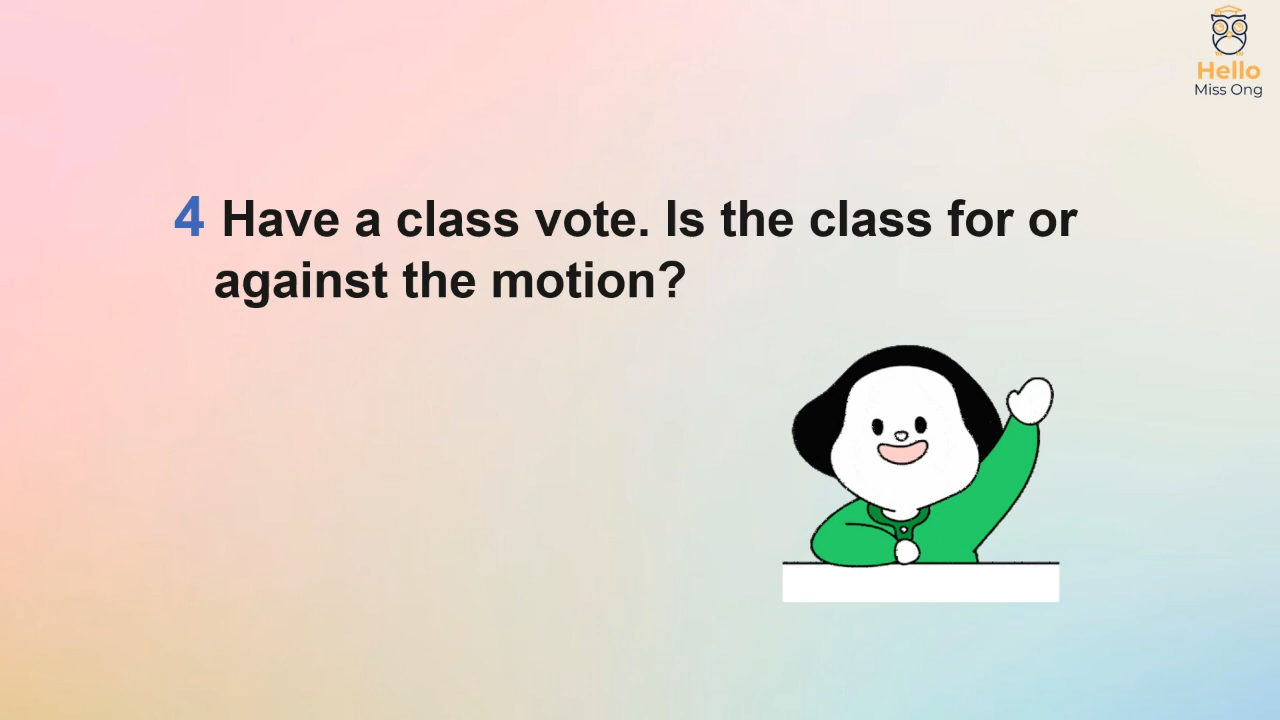 Hello
Miss Ong
4 Have a class vote. Is the class for or
against the motion?